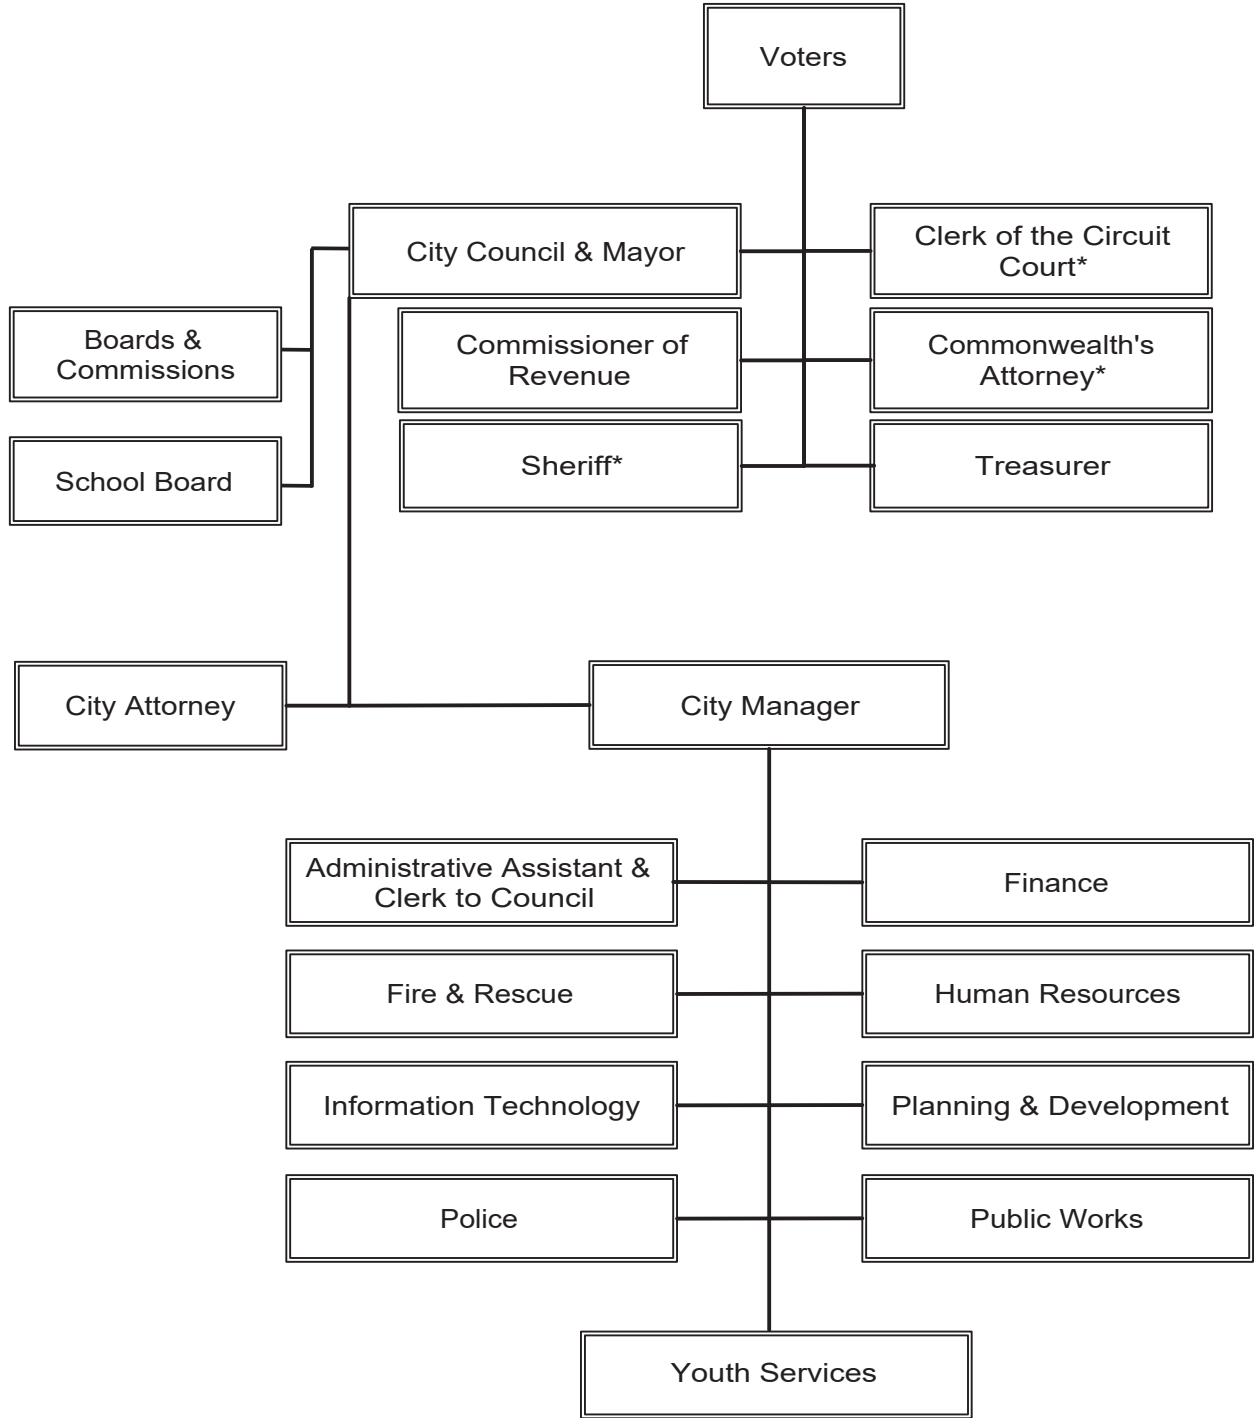 Voters
City Council & Mayor
Clerk of the Circuit
Court*
Boards &
Commissions
Commissioner of
Revenue
Commonwealth's
Attorney*
School Board
Sheriff*
Treasurer
City Attorney
City Manager
Administrative Assistant &
Clerk to Council
Finance
Fire & Rescue
Human Resources
Information Technology
Planning & Development
Police
Public Works
Youth Services